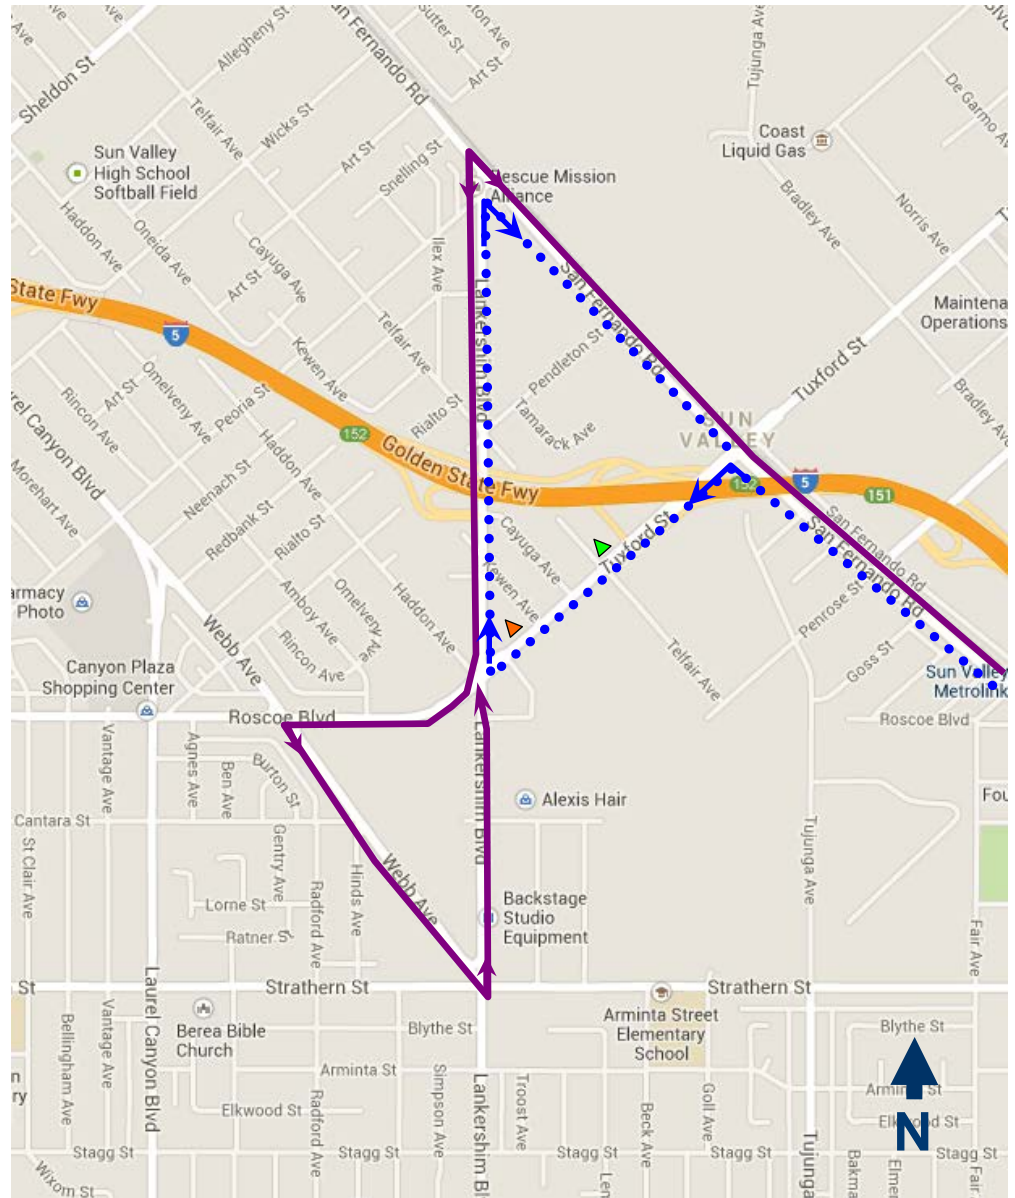 Sheldon St
Allegheny St
Sutter St
Art St
Telfair Ave
Wicks St
Art St
Snelling St
Sun Valley
High School
Softball Field
Haddon Ave
Oneida Ave
Cayuga Ave
Art St
Ilex Ave
Rescue Mission
Alliance
Coast
Liquid Gas
De Garmo Av
Bradley Ave
Norris Ave
Maintena
Operations
State Fwy
5
Telfair Ave
Kewen Ave
Lankershim Blvd
San Fernando Rd
Pendleton St
Tuxford St
Bradley Ave
Art St
Omelveny Ave
Peoria St
Rincon Ave
Rialto St
Tamarack Ave
SUN
VALLEY
152
Golden State Fwy
152
5
151
Haddon Ave
Neenach St
Morehart Ave
Redbank St
Rialto St
Cayuga Ave
Kewen Ave
Tuxford St
San Fernando Rd
San Fernando Rd
Penrose St
Goss St
Telfair Ave
armacy
Photo
Webb Ave
Amboy Ave
Omelveny Ave
Haddon Ave
Rincon Ave
Canyon Plaza
Shopping Center
Sun Valley
Metrolink
Roscoe Blvd
Roscoe Blvd
Vantage Ave
Agnes Ave
Ben Ave
Burton St
Lankershim Blvd
Alexis Hair
Fou
Cantara St
St Clair Ave
Gentry Ave
Hinds Ave
Radford Ave
Webb Ave
Tujunga Ave
Lorne St
Ratner St
Backstage
Studio
Equipment
Fair Ave
St
Strathern St
Strathern St
Laurel Canyon Blvd
Vantage Ave
Bellingham Ave
Berea Bible
Church
Blythe St
Arminta Street
Elementary
School
Blythe St
Arminta St
Elkwood St
Radford Ave
Simpson Ave
Troost Ave
Beck Ave
Goll Ave
N
Stagg St
Stagg St
Stagg St
Stagg St
Wixom St
Tujunga
Fair